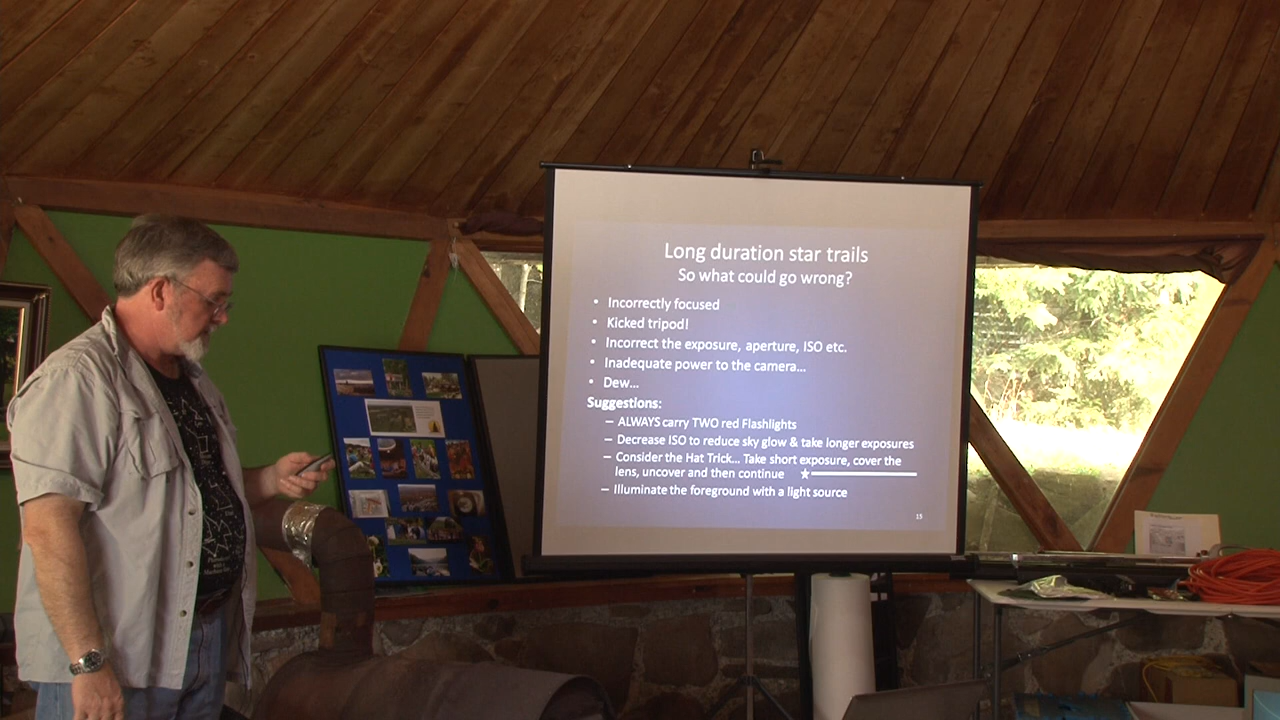 Long duration star trails
So what could go wrong?
• Incorrectly focused
• Kicked tripod!
• Incorrect the exposure, aperture, ISO etc.
• Inadequate power to the camera...
• Dew...
Suggestions:
– ALWAYS carry TWO red Flashlights
– Decrease ISO to reduce sky glow & take longer exposures
– Consider the Hat Trick... Take short exposure, cover the
lens, uncover and then continue
– Illuminate the foreground with a light source
15